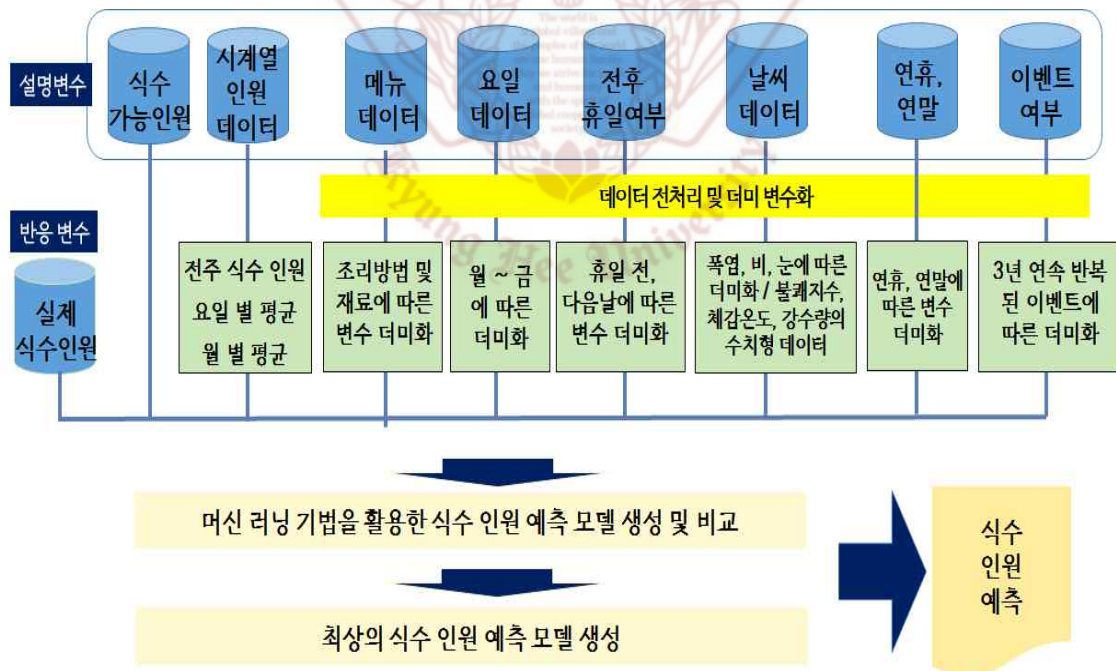 설명변수
식수
가능인원
시계열
인원
데이터
메뉴
데이터
요일
데이터
전후
휴일여부
날씨
데이터
연휴,
연말
이벤트
여부
데이터 전처리 및 더미 변수화
반응 변수
실제
식수인원
전주 식수 인원
요일 별 평균
월 별 평균
조리방법 및
재료에 따른
변수 더미화
월 ~ 금
에 따른
더미화
휴일 전,
다음날에 따른
변수 더미화
폭염, 비, 눈에 따른
더미화 / 불쾌지수,
체감온도, 강수량의
수치형 데이터
연휴, 연말에
따른 변수
더미화
3년 연속 반복
된 이벤트에
따른 더미화
머신 러닝 기법을 활용한 식수 인원 예측 모델 생성 및 비교
최상의 식수 인원 예측 모델 생성
식수
인원
예측
Kyung Hee University